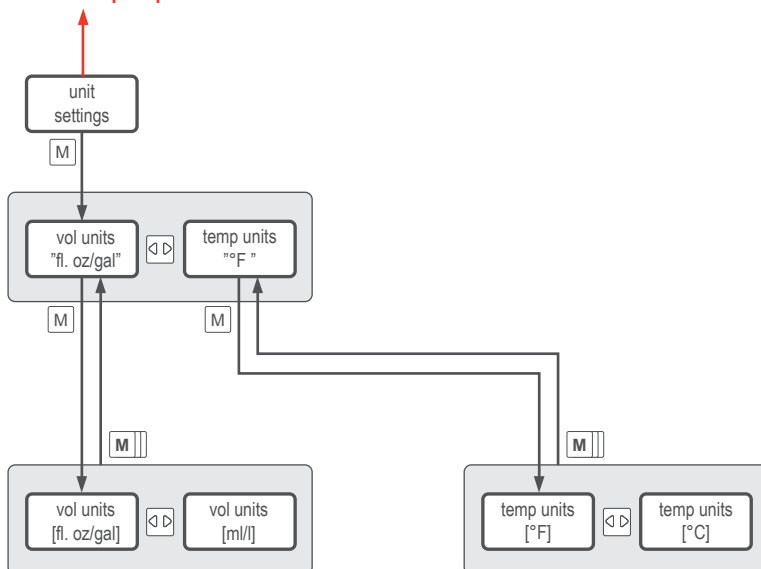 unit
settings
M
vol units
"fl. oz/gal"
temp units
"°F "
M
M
M
M
vol units
[fl. oz/gal]
vol units
[ml/l]
temp units
[°F]
temp units
[°C]